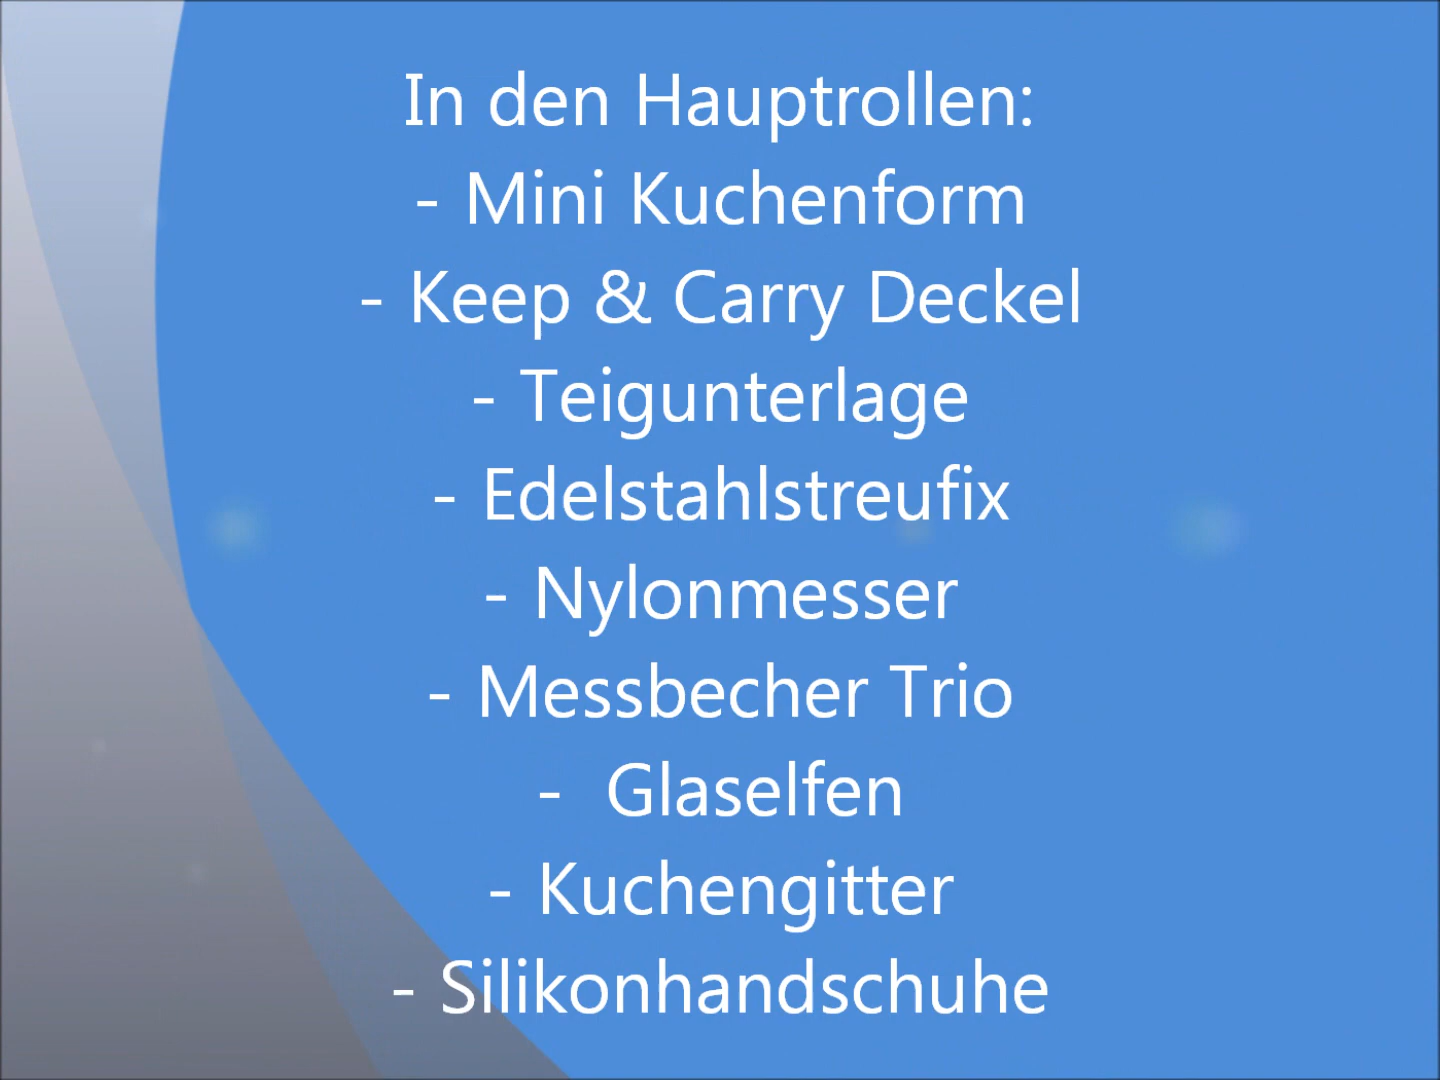 In den Hauptrollen:
- Mini Kuchenform
- Keep & Carry Deckel
- Teigunterlage
- Edelstahlstreufix
- Nylonmesser
- Messbecher Trio
-  Glaselfen
- Kuchengitter
- Silikonhandschuhe